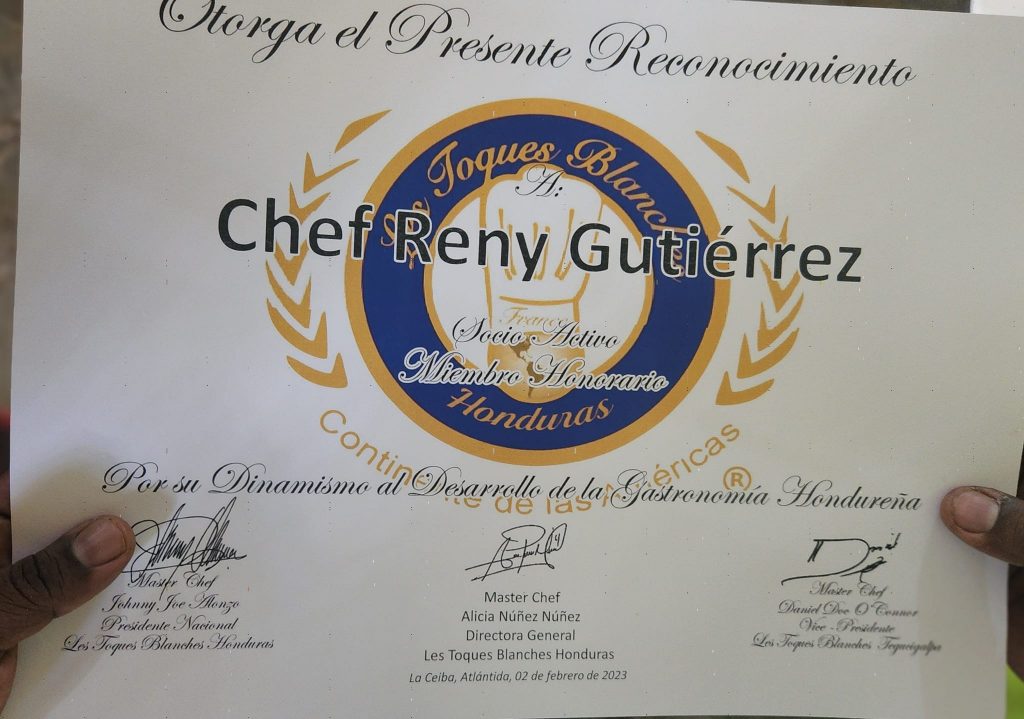 Otorga el Presente Reconocimiento
Les Toques Blanches
A:
Chef Reny Gutiérrez
France
Socio Activo
Miembro Honorario
Honduras
Continente de las Américas ®
Por su Dinamismo al Desarrollo de la Gastronomía Hondureña
Master Chef
Johnny Joe Alonzo
Presidente Nacional
Les Toques Blanches Honduras
Master Chef
Alicia Núñez Núñez
Directora General
Les Toques Blanches Honduras
La Ceiba, Atlántida, 02 de febrero de 2023
Master Chef
Daniel Doc O'Connor
Vice -Presidente
Les Toques Blanches Tegucigalpa